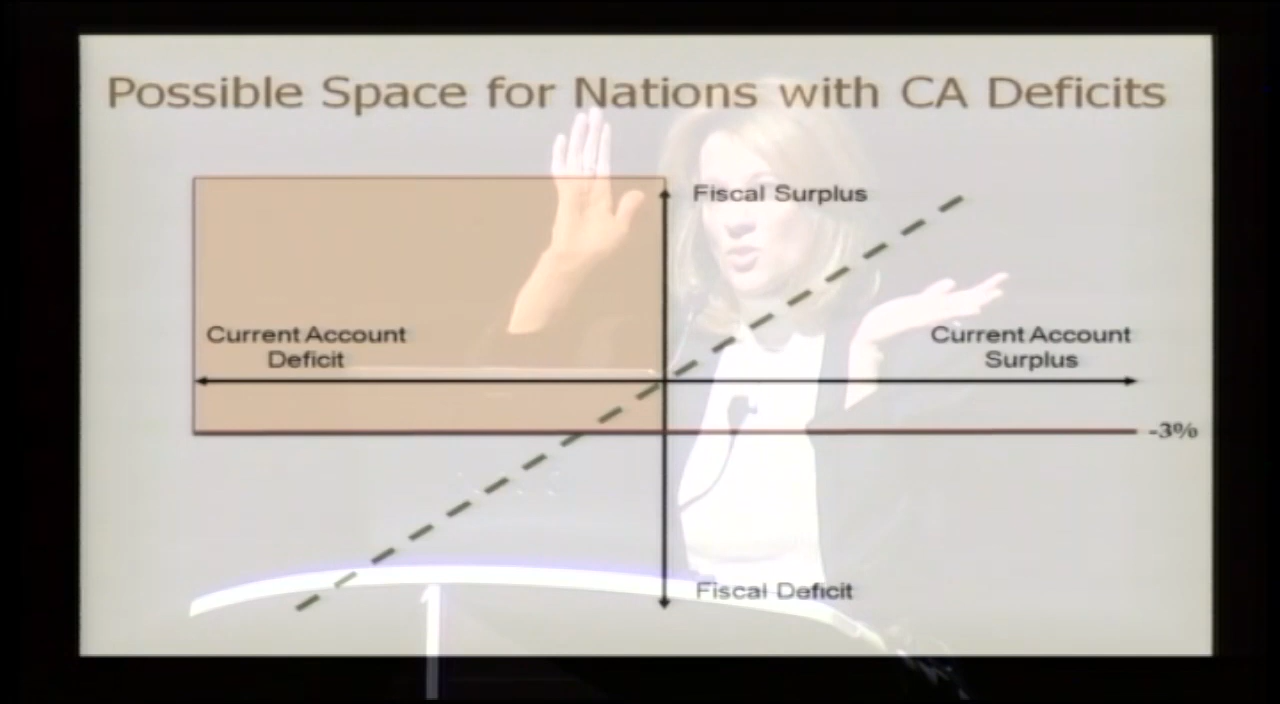 Possible Space for Nations with CA Deficits
Fiscal Surplus
Current Account
Deficit
Current Account
Surplus
-3%
Fiscal Deficit